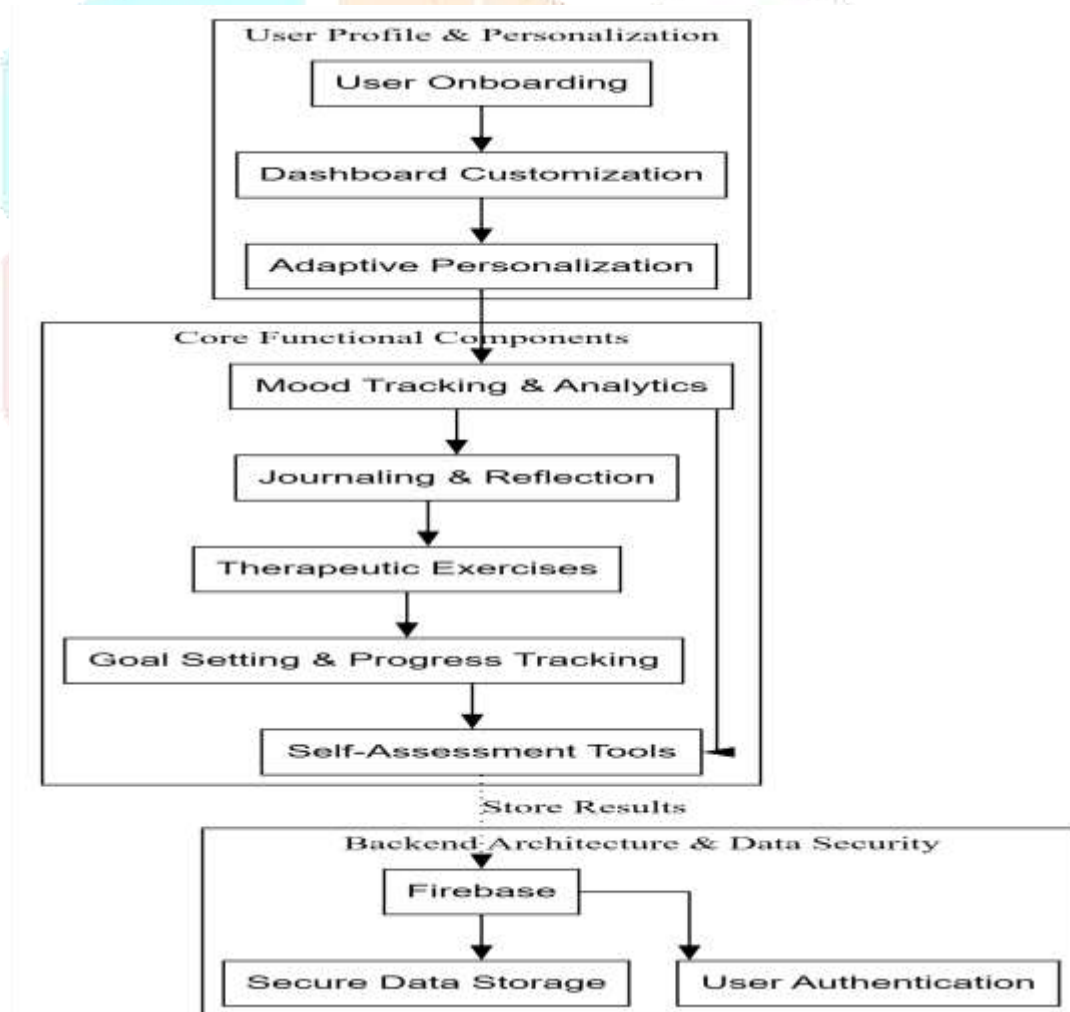 User Profile & Personalization
User Onboarding
Dashboard Customization
Adaptive Personalization
Core Functional Components
Mood Tracking & Analytics
Journaling & Reflection
Therapeutic Exercises
Goal Setting & Progress Tracking
Self-Assessment Tools
Store Results
Backend Architecture & Data Security
Firebase
Secure Data Storage
User Authentication